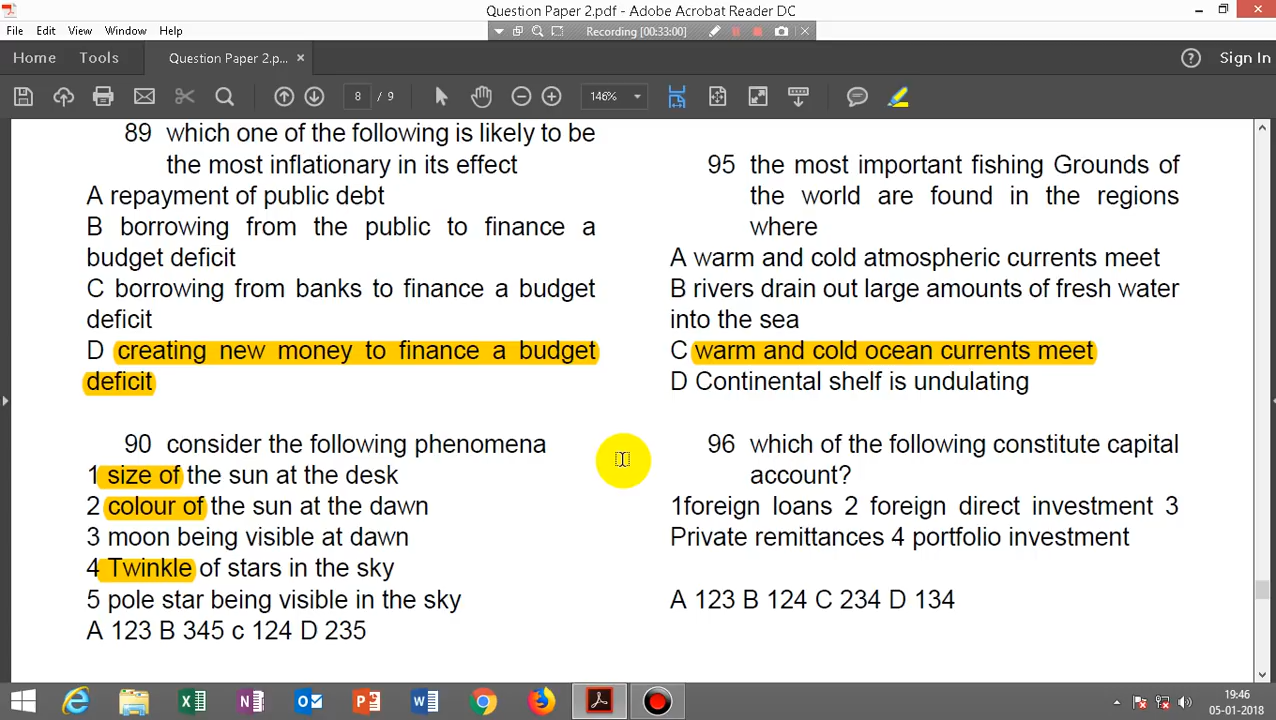 Question Paper 2.pdf - Adobe Acrobat Reader DC
File Edit View Window Help
Recording [00:33:00]
Home Tools Question Paper 2.p... × Sign In
8 / 9 146%
89 which one of the following is likely to be
the most inflationary in its effect
A repayment of public debt
B borrowing from the public to finance a
budget deficit
C borrowing from banks to finance a budget
deficit
D creating new money to finance a budget
deficit
90 consider the following phenomena
1 size of the sun at the desk
2 colour of the sun at the dawn
3 moon being visible at dawn
4 Twinkle of stars in the sky
5 pole star being visible in the sky
A 123 B 345 c 124 D 235
95 the most important fishing Grounds of
the world are found in the regions
where
A warm and cold atmospheric currents meet
B rivers drain out large amounts of fresh water
into the sea
C warm and cold ocean currents meet
D Continental shelf is undulating
96 which of the following constitute capital
account?
1foreign loans 2 foreign direct investment 3
Private remittances 4 portfolio investment
A 123 B 124 C 234 D 134
19:46
05-01-2018